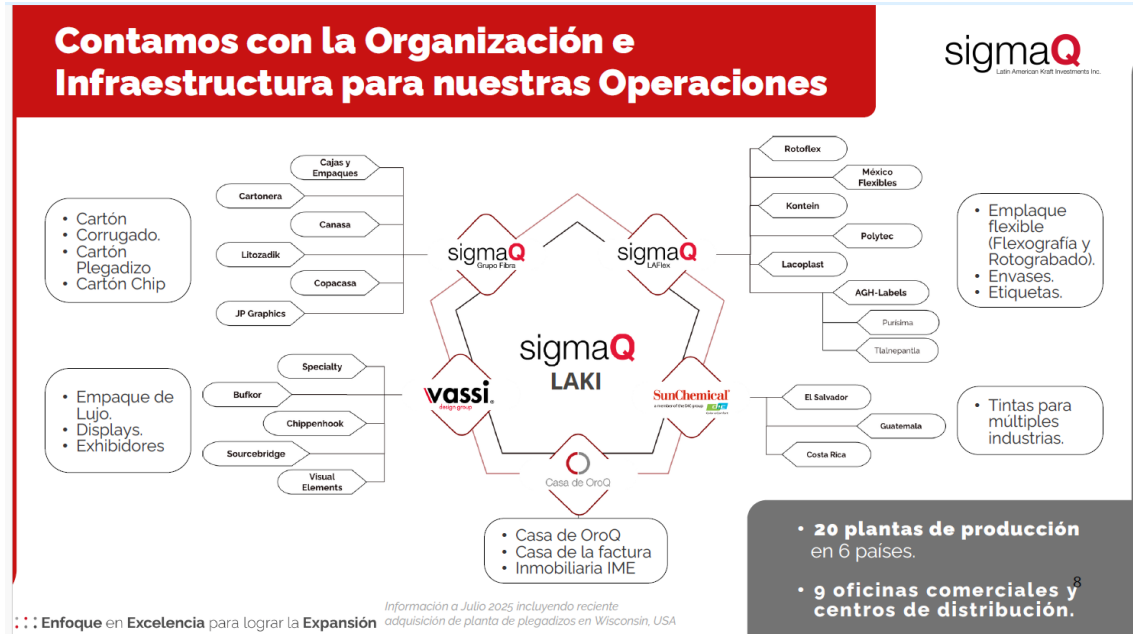 Contamos con la Organización e
Infraestructura para nuestras Operaciones
sigmaQ
Latin American Kraft Investments Inc.
• Cartón
Corrugado.
• Cartón
Plegadizo
• Cartón Chip
Cajas y
Empaques
Cartonera
Canasa
Litozadik
Copacasa
JP Graphics
sigmaQ
Grupo Fibra
sigmaQ
LAFlex
Rotoflex
México
Flexibles
Kontein
Polytec
Lacoplast
AGH-Labels
Purísima
Tlalnepantla
• Emplaque
flexible
(Flexografía y
Rotograbado).
• Envases.
• Etiquetas.
sigmaQ
LAKI
• Empaque de
Lujo.
• Displays.
• Exhibidores
Specialty
Bufkor
Chippenhook
Sourcebridge
Visual
Elements
vassi
design group
SunChemical
a member of the DIC group
El Salvador
Guatemala
Costa Rica
• Tintas para
múltiples
industrias.
Casa de OroQ
• Casa de OroQ
• Casa de la factura
• Inmobiliaria IME
• 20 plantas de producción
en 6 países.
• 9 oficinas comerciales y
centros de distribución.
8
Enfoque en Excelencia para lograr la Expansión
Información a Julio 2025 incluyendo reciente
adquisición de planta de plegadizos en Wisconsin, USA